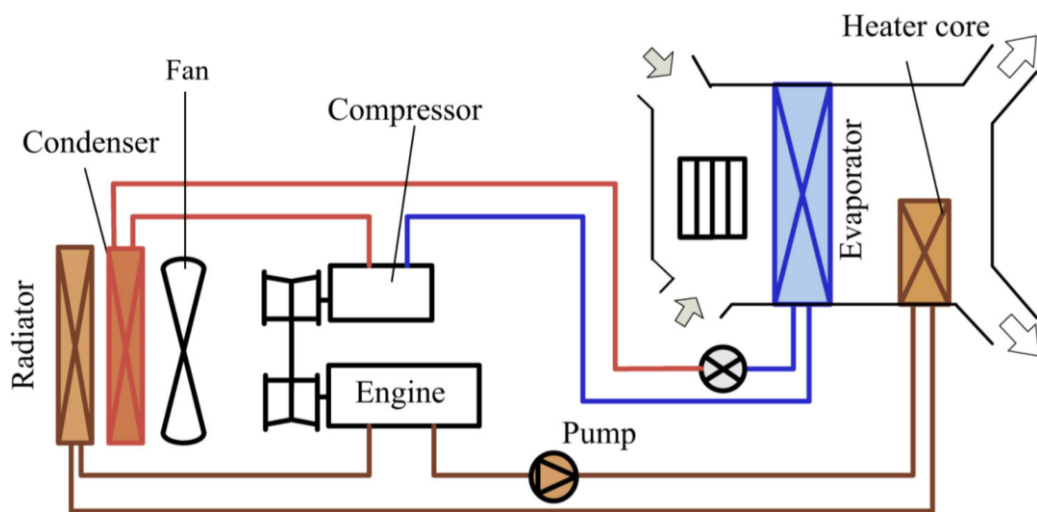 Heater core
Fan
Compressor
Condenser
Evaporator
Radiator
Engine
Pump